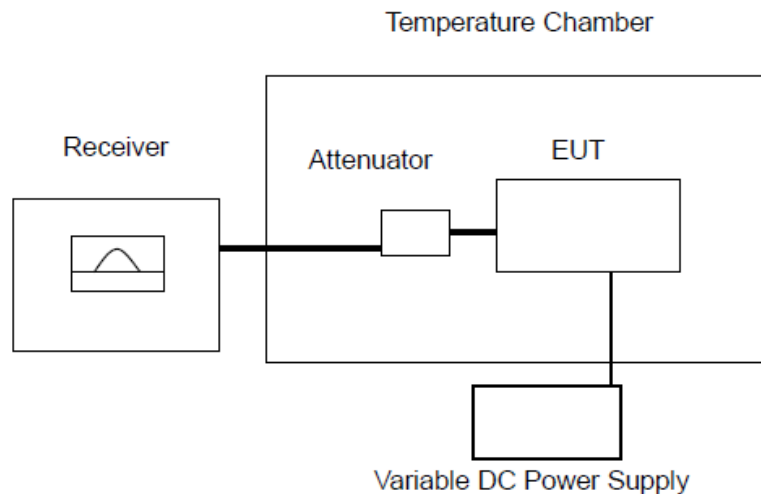 Temperature Chamber
Receiver
Attenuator
EUT
Variable DC Power Supply